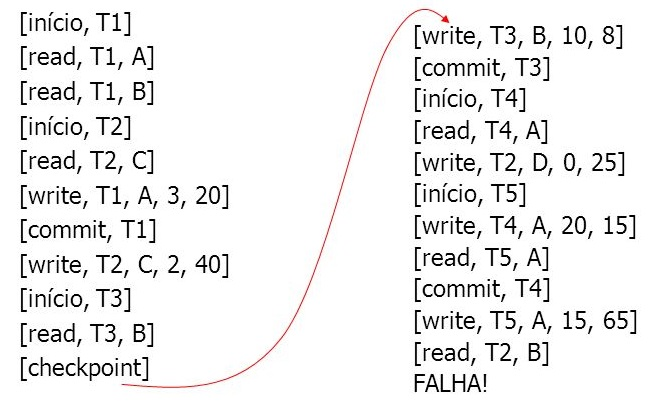 [início, T1]
[read, T1, A]
[read, T1, B]
[início, T2]
[read, T2, C]
[write, T1, A, 3, 20]
[commit, T1]
[write, T2, C, 2, 40]
[início, T3]
[read, T3, B]
[checkpoint]
[write, T3, B, 10, 8]
[commit, T3]
[início, T4]
[read, T4, A]
[write, T2, D, 0, 25]
[início, T5]
[write, T4, A, 20, 15]
[read, T5, A]
[commit, T4]
[write, T5, A, 15, 65]
[read, T2, B]
FALHA!